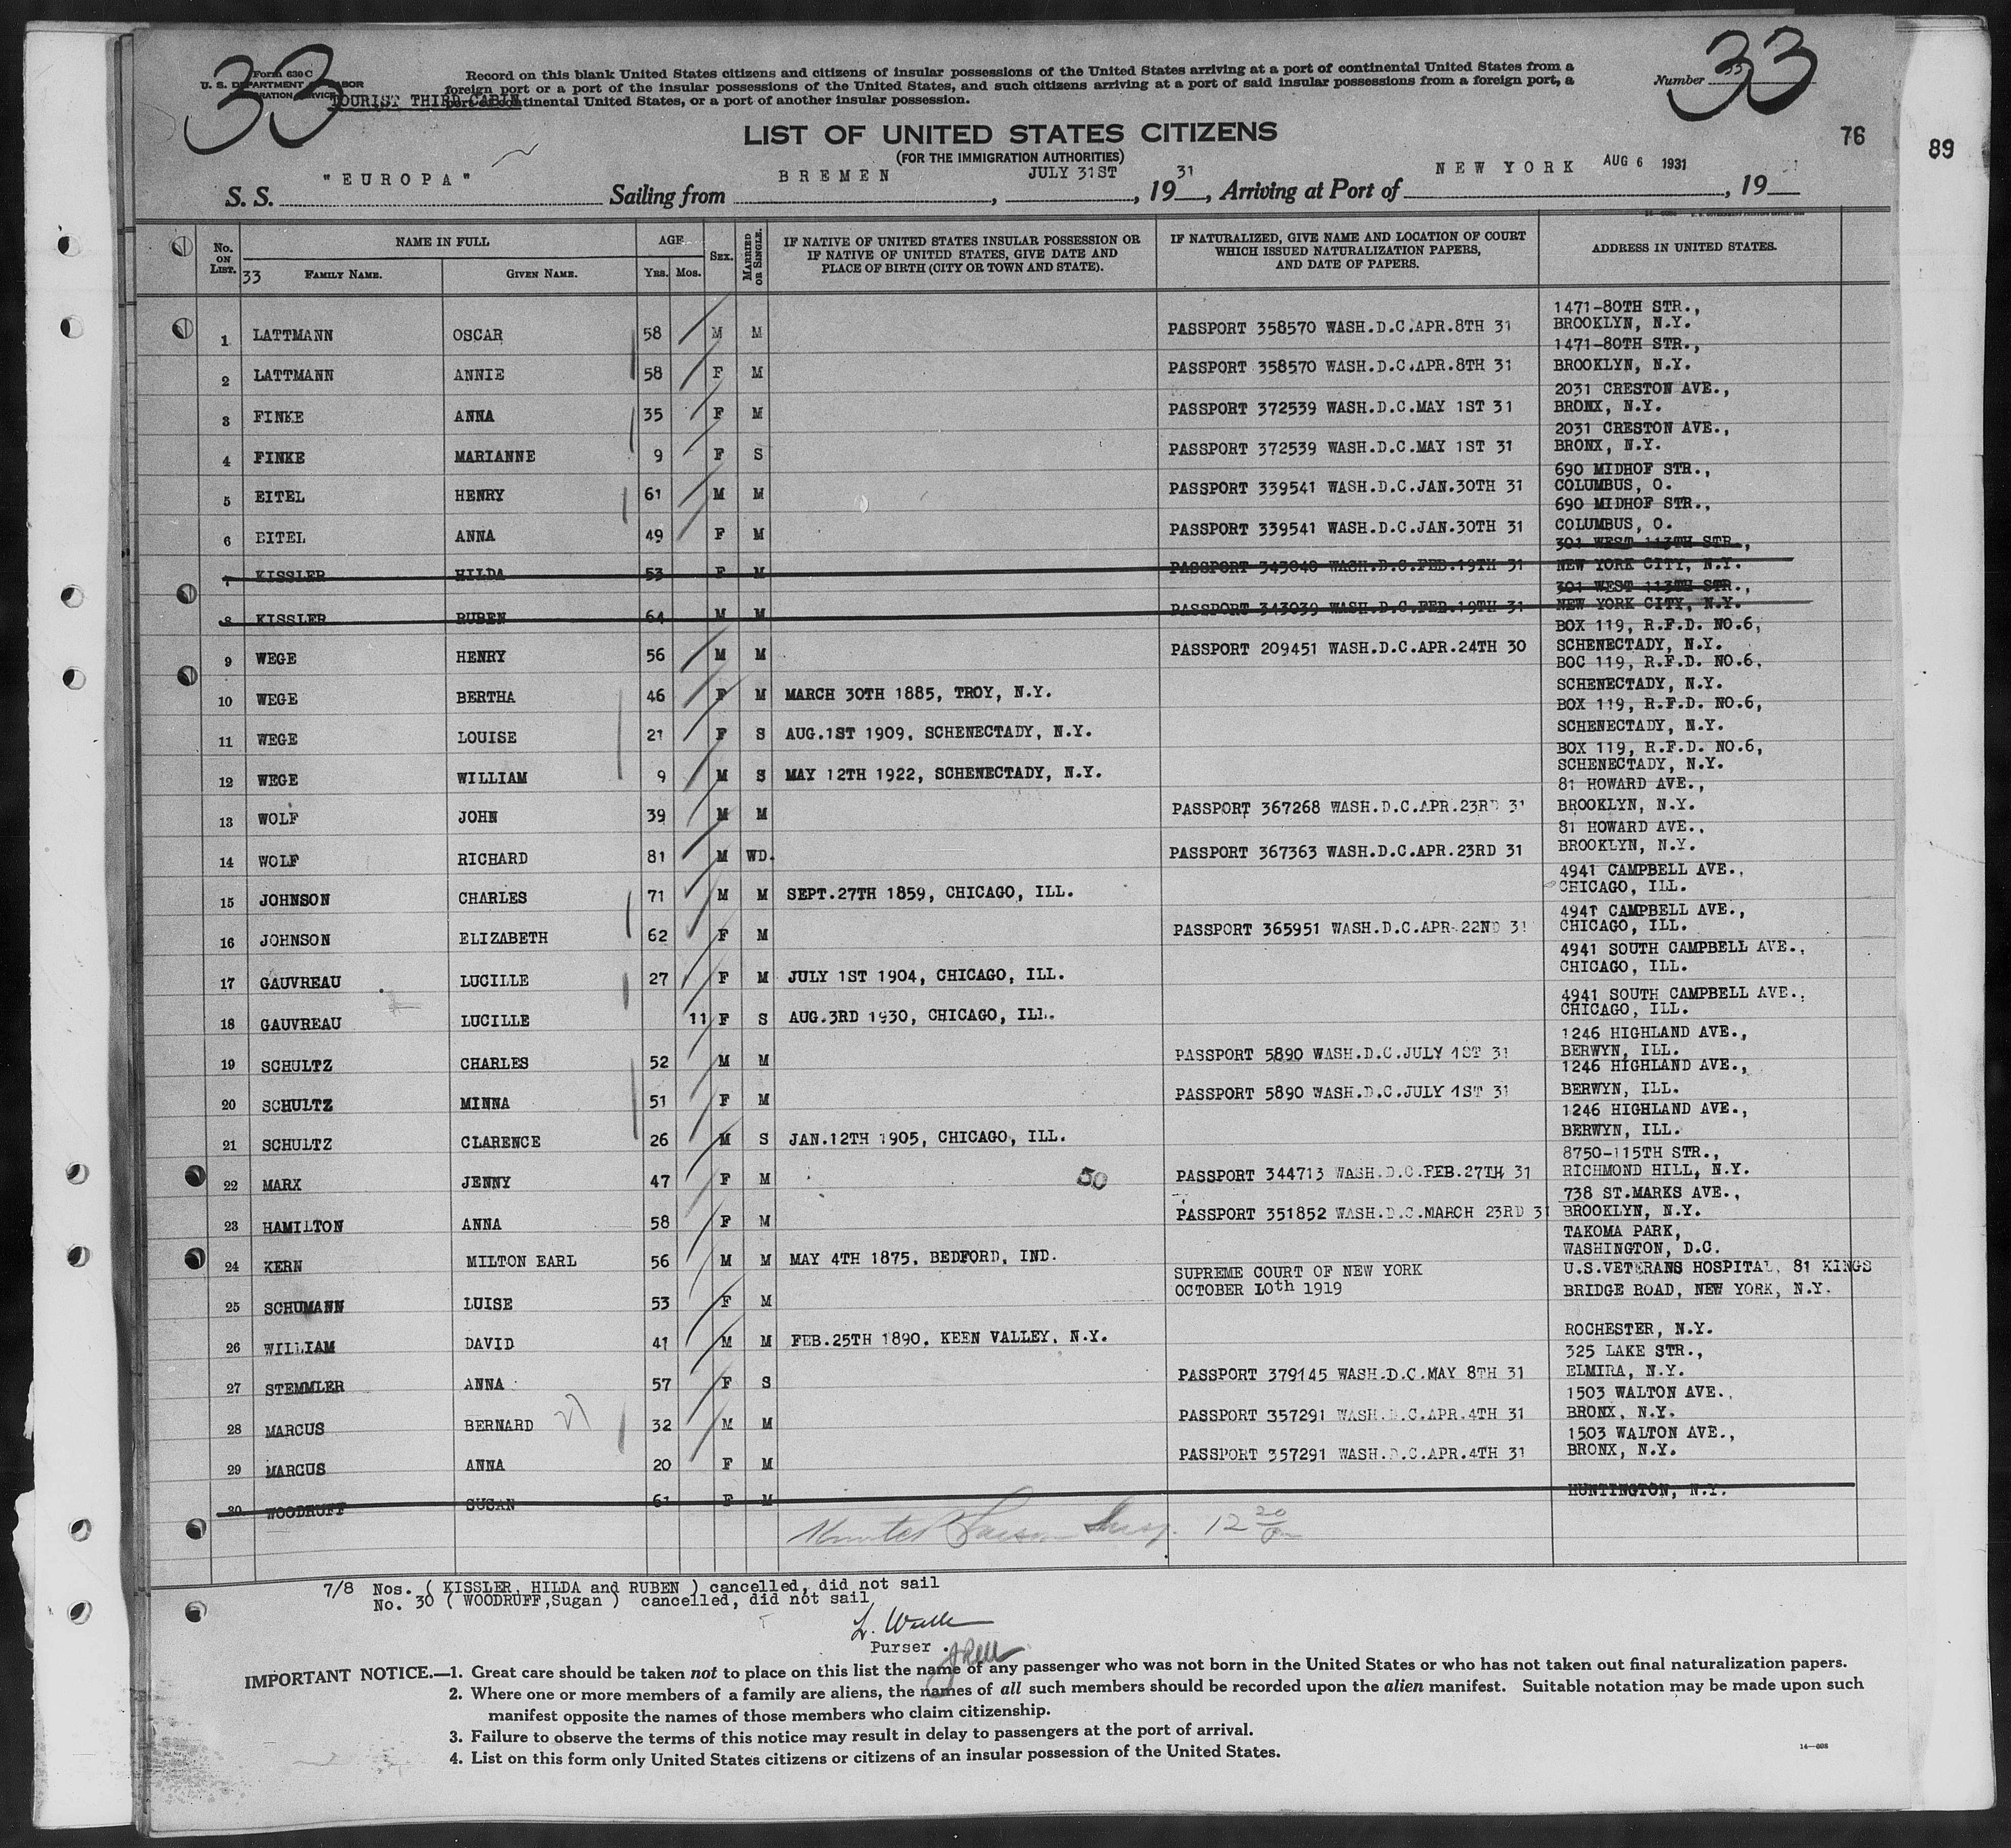 33
33
Form 630 C
U. S. DEPARTMENT LABOR
TOURIST THIRD CABIN
Record on this blank United States citizens and citizens of insular possessions of the United States arriving at a port of continental United States from a
foreign port or a port of the insular possessions of the United States, and such citizens arriving at a port of said insular possessions from a foreign port, a
port of continental United States, or a port of another insular possession.
Number 33
LIST OF UNITED STATES CITIZENS
(FOR THE IMMIGRATION AUTHORITIES)
76
89
S. S. "EUROPA" Sailing from BREMEN, JULY 31ST, 1931, Arriving at Port of NEW YORK AUG 6 1931, 1931
No. ON LIST.
NAME IN FULL
33 FAMILY NAME. GIVEN NAME.
AGE
YRS. MOS.
SEX.
MARRIED OR SINGLE.
IF NATIVE OF UNITED STATES INSULAR POSSESSION OR
IF NATIVE OF UNITED STATES, GIVE DATE AND
PLACE OF BIRTH (CITY OR TOWN AND STATE).
IF NATURALIZED, GIVE NAME AND LOCATION OF COURT
WHICH ISSUED NATURALIZATION PAPERS,
AND DATE OF PAPERS.
ADDRESS IN UNITED STATES.
1 LATTMANN OSCAR 58 M M PASSPORT 358570 WASH.D.C.APR.8TH 31 1471-80TH STR., BROOKLYN, N.Y.
2 LATTMANN ANNIE 58 F M PASSPORT 358570 WASH.D.C.APR.8TH 31 1471-80TH STR., BROOKLYN, N.Y.
3 FINKE ANNA 35 F M PASSPORT 372539 WASH.D.C.MAY 1ST 31 2031 CRESTON AVE., BRONX, N.Y.
4 FINKE MARIANNE 9 F S PASSPORT 372539 WASH.D.C.MAY 1ST 31 2031 CRESTON AVE., BRONX, N.Y.
5 EITEL HENRY 61 M M PASSPORT 339541 WASH.D.C.JAN.30TH 31 690 MIDHOF STR., COLUMBUS, O.
6 EITEL ANNA 49 F M PASSPORT 339541 WASH.D.C.JAN.30TH 31 690 MIDHOF STR., COLUMBUS, O.
7 KISSLER HILDA 53 F M PASSPORT 343040 WASH.D.C.FEB.19TH 31 301 WEST 113TH STR., NEW YORK CITY, N.Y.
8 KISSLER RUBEN 64 M M PASSPORT 343039 WASH.D.C.FEB.19TH 31 301 WEST 113TH STR., NEW YORK CITY, N.Y.
9 WEGE HENRY 56 M M PASSPORT 209451 WASH.D.C.APR.24TH 30 BOX 119, R.F.D. NO.6, SCHENECTADY, N.Y.
10 WEGE BERTHA 46 F M MARCH 30TH 1885, TROY, N.Y. BOC 119, R.F.D. NO.6, SCHENECTADY, N.Y.
11 WEGE LOUISE 21 F S AUG.1ST 1909, SCHENECTADY, N.Y. BOX 119, R.F.D. NO.6, SCHENECTADY, N.Y.
12 WEGE WILLIAM 9 M S MAY 12TH 1922, SCHENECTADY, N.Y. BOX 119, R.F.D. NO.6, SCHENECTADY, N.Y.
13 WOLF JOHN 39 M M PASSPORT 367268 WASH.D.C.APR.23RD 31 81 HOWARD AVE., BROOKLYN, N.Y.
14 WOLF RICHARD 81 M WD. PASSPORT 367363 WASH.D.C.APR.23RD 31 81 HOWARD AVE., BROOKLYN, N.Y.
15 JOHNSON CHARLES 71 M M SEPT.27TH 1859, CHICAGO, ILL. 4941 CAMPBELL AVE., CHICAGO, ILL.
16 JOHNSON ELIZABETH 62 F M PASSPORT 365951 WASH.D.C.APR.22ND 31 4941 CAMPBELL AVE., CHICAGO, ILL.
17 GAUVREAU LUCILLE 27 F M JULY 1ST 1904, CHICAGO, ILL. 4941 SOUTH CAMPBELL AVE., CHICAGO, ILL.
18 GAUVREAU LUCILLE 11 F S AUG.3RD 1930, CHICAGO, ILL. 4941 SOUTH CAMPBELL AVE., CHICAGO, ILL.
19 SCHULTZ CHARLES 52 M M PASSPORT 5890 WASH.D.C.JULY 1ST 31 1246 HIGHLAND AVE., BERWYN, ILL.
20 SCHULTZ MINNA 51 F M PASSPORT 5890 WASH.D.C.JULY 1ST 31 1246 HIGHLAND AVE., BERWYN, ILL.
21 SCHULTZ CLARENCE 26 M S JAN.12TH 1905, CHICAGO, ILL. 1246 HIGHLAND AVE., BERWYN, ILL.
22 MARX JENNY 47 F M 50 PASSPORT 344713 WASH.D.C.FEB.27TH 31 8750-115TH STR., RICHMOND HILL, N.Y.
23 HAMILTON ANNA 58 F M PASSPORT 351852 WASH.D.C.MARCH 23RD 31 738 ST.MARKS AVE., BROOKLYN, N.Y.
24 KERN MILTON EARL 56 M M MAY 4TH 1875, BEDFORD, IND. TAKOMA PARK, WASHINGTON, D.C.
25 SCHUMANN LUISE 53 F M SUPREME COURT OF NEW YORK OCTOBER 10th 1919 U.S.VETERANS HOSPITAL, 81 KINGS BRIDGE ROAD, NEW YORK, N.Y.
26 WILLIAM DAVID 41 M M FEB.25TH 1890, KEEN VALLEY, N.Y. ROCHESTER, N.Y.
27 STEMMLER ANNA 57 F S PASSPORT 379145 WASH.D.C.MAY 8TH 31 325 LAKE STR., ELMIRA, N.Y.
28 MARCUS BERNARD 32 M M PASSPORT 357291 WASH.D.C.APR.4TH 31 1503 WALTON AVE., BRONX, N.Y.
29 MARCUS ANNA 20 F M PASSPORT 357291 WASH.D.C.APR.4TH 31 1503 WALTON AVE., BRONX, N.Y.
30 WOODRUFF SUSAN 61 F M HUNTINGTON, N.Y.
7/8 Nos. ( KISSLER, HILDA and RUBEN ) cancelled, did not sail
No. 30 ( WOODRUFF,Sugan ) cancelled, did not sail
Purser
IMPORTANT NOTICE.—1. Great care should be taken not to place on this list the name of any passenger who was not born in the United States or who has not taken out final naturalization papers.
2. Where one or more members of a family are aliens, the names of all such members should be recorded upon the alien manifest. Suitable notation may be made upon such
manifest opposite the names of those members who claim citizenship.
3. Failure to observe the terms of this notice may result in delay to passengers at the port of arrival.
4. List on this form only United States citizens or citizens of an insular possession of the United States.